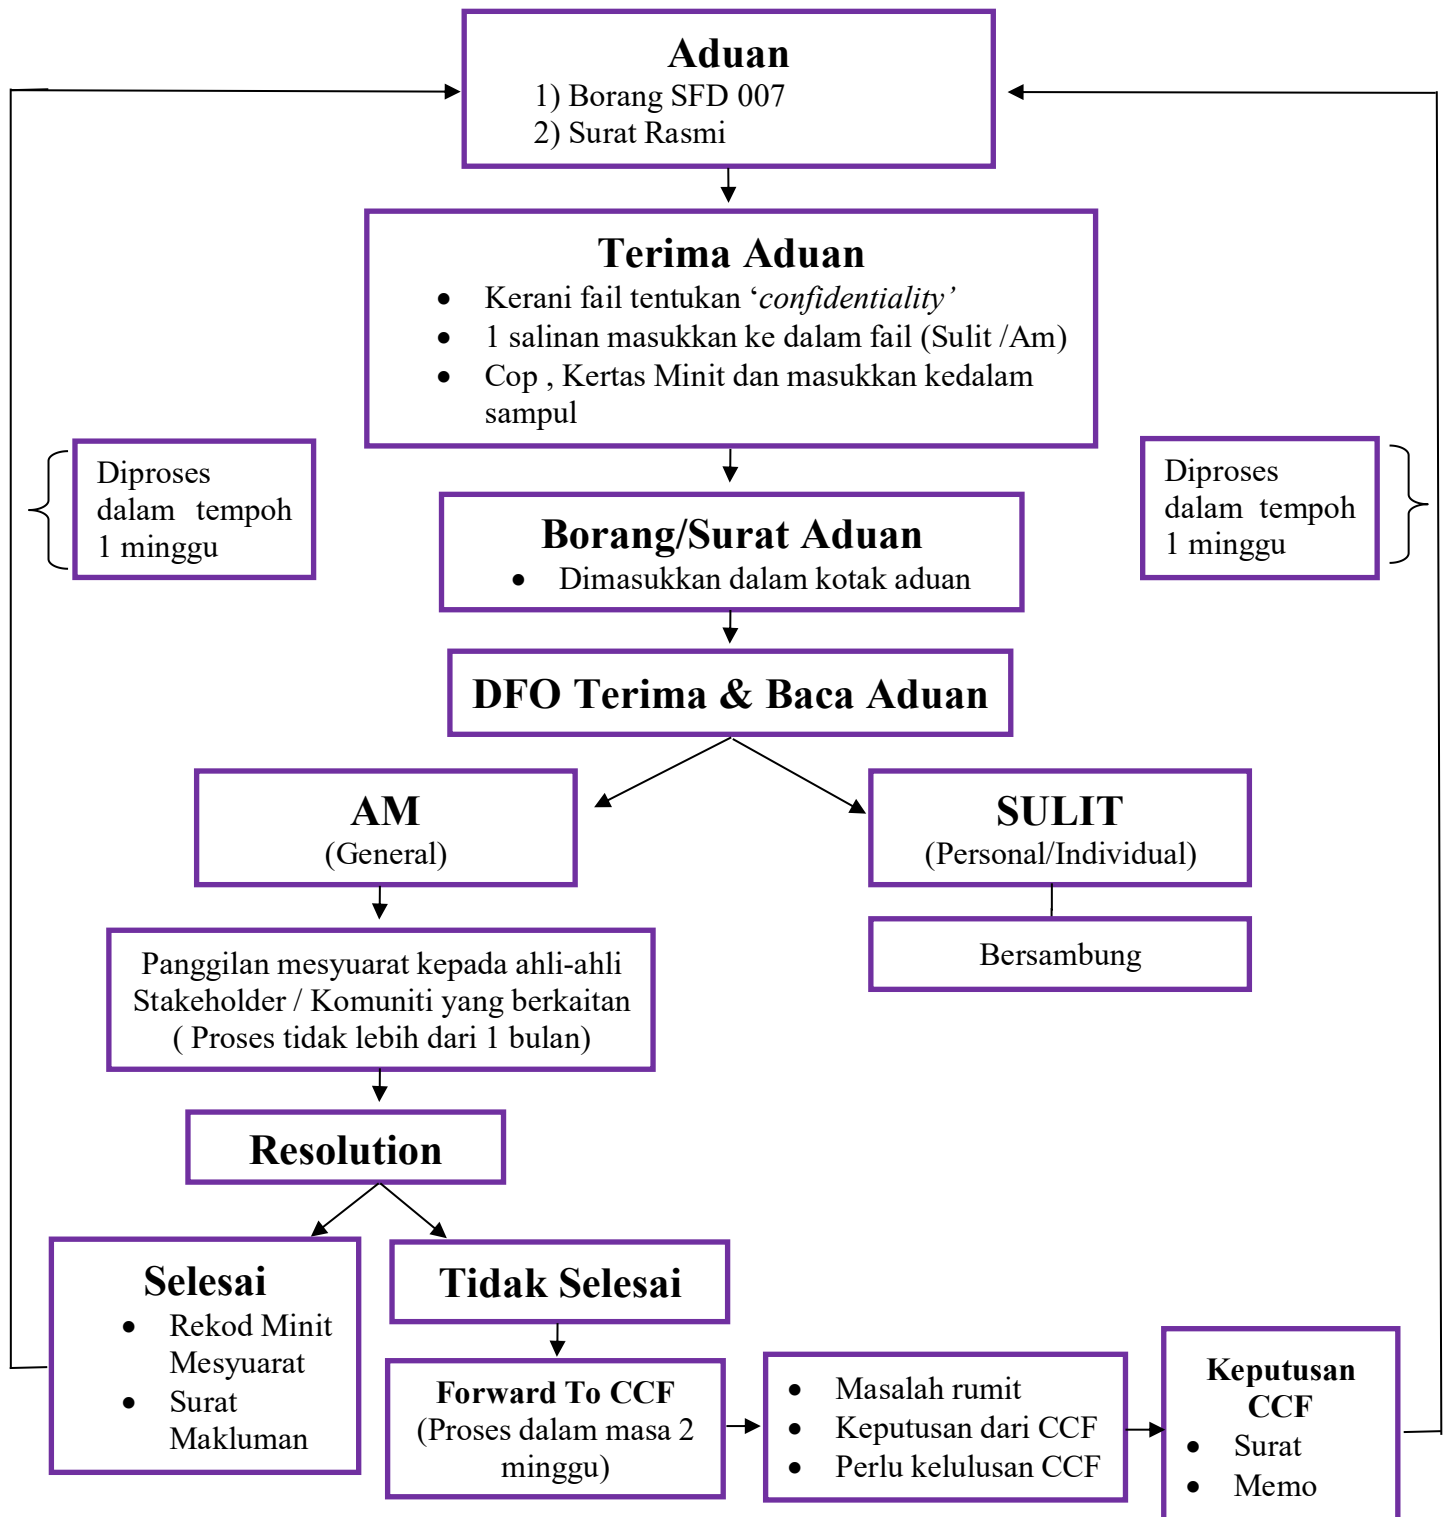 Aduan
1) Borang SFD 007
2) Surat Rasmi
Terima Aduan
• Kerani fail tentukan ‘confidentiality’
• 1 salinan masukkan ke dalam fail (Sulit /Am)
• Cop , Kertas Minit dan masukkan kedalam
sampul
Diproses
dalam tempoh
1 minggu
Diproses
dalam tempoh
1 minggu
Borang/Surat Aduan
• Dimasukkan dalam kotak aduan
DFO Terima & Baca Aduan
AM
(General)
SULIT
(Personal/Individual)
Panggilan mesyuarat kepada ahli-ahli
Stakeholder / Komuniti yang berkaitan
( Proses tidak lebih dari 1 bulan)
Bersambung
Resolution
Selesai
• Rekod Minit
Mesyuarat
• Surat
Makluman
Tidak Selesai
Forward To CCF
(Proses dalam masa 2
minggu)
• Masalah rumit
• Keputusan dari CCF
• Perlu kelulusan CCF
Keputusan
CCF
• Surat
• Memo